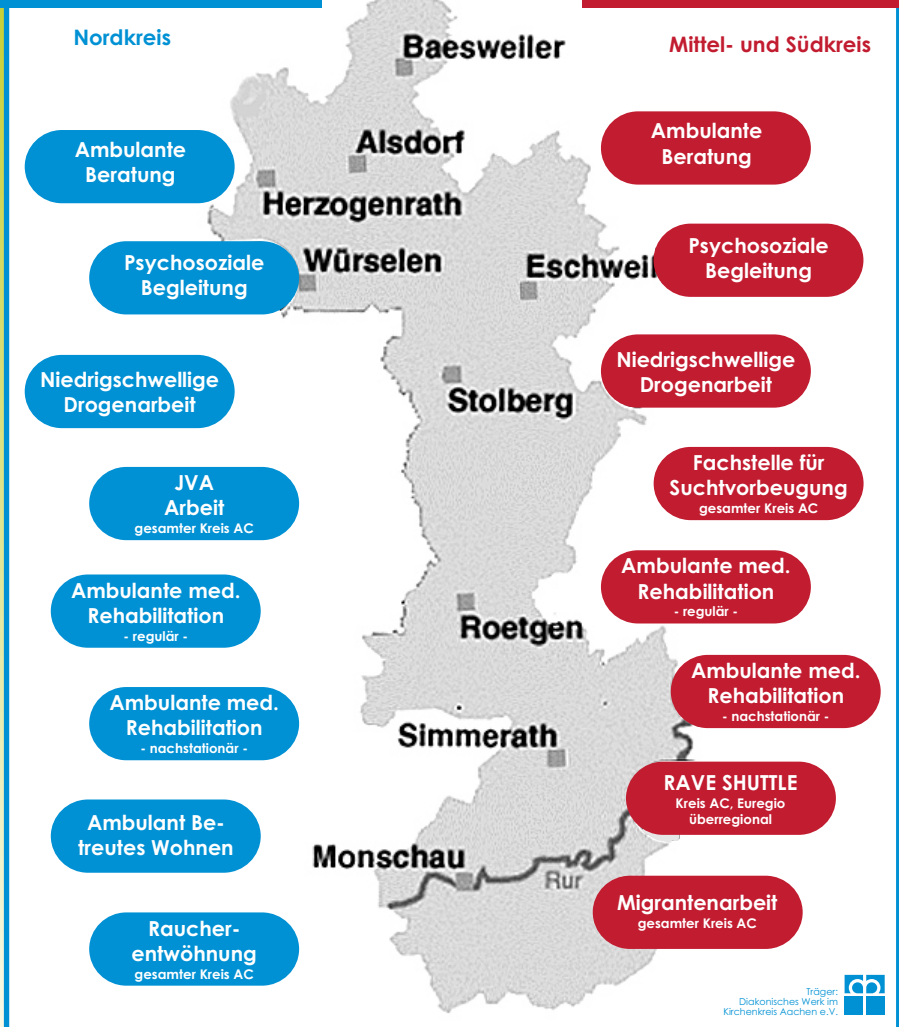 Nordkreis
Mittel- und Südkreis
Baesweiler
Alsdorf
Herzogenrath
Würselen
Eschweil
Stolberg
Roetgen
Simmerath
Monschau
Rur
Ambulante
Beratung
Psychosoziale
Begleitung
Niedrigschwellige
Drogenarbeit
JVA
Arbeit
gesamter Kreis AC
Ambulante med.
Rehabilitation
- regulär -
Ambulante med.
Rehabilitation
- nachstationär -
Ambulant Be-
treutes Wohnen
Raucher-
entwöhnung
gesamter Kreis AC
Ambulante
Beratung
Psychosoziale
Begleitung
Niedrigschwellige
Drogenarbeit
Fachstelle für
Suchtvorbeugung
gesamter Kreis AC
Ambulante med.
Rehabilitation
- regulär -
Ambulante med.
Rehabilitation
- nachstationär -
RAVE SHUTTLE
Kreis AC, Euregio
überregional
Migrantenarbeit
gesamter Kreis AC
Träger:
Diakonisches Werk im
Kirchenkreis Aachen e.V.